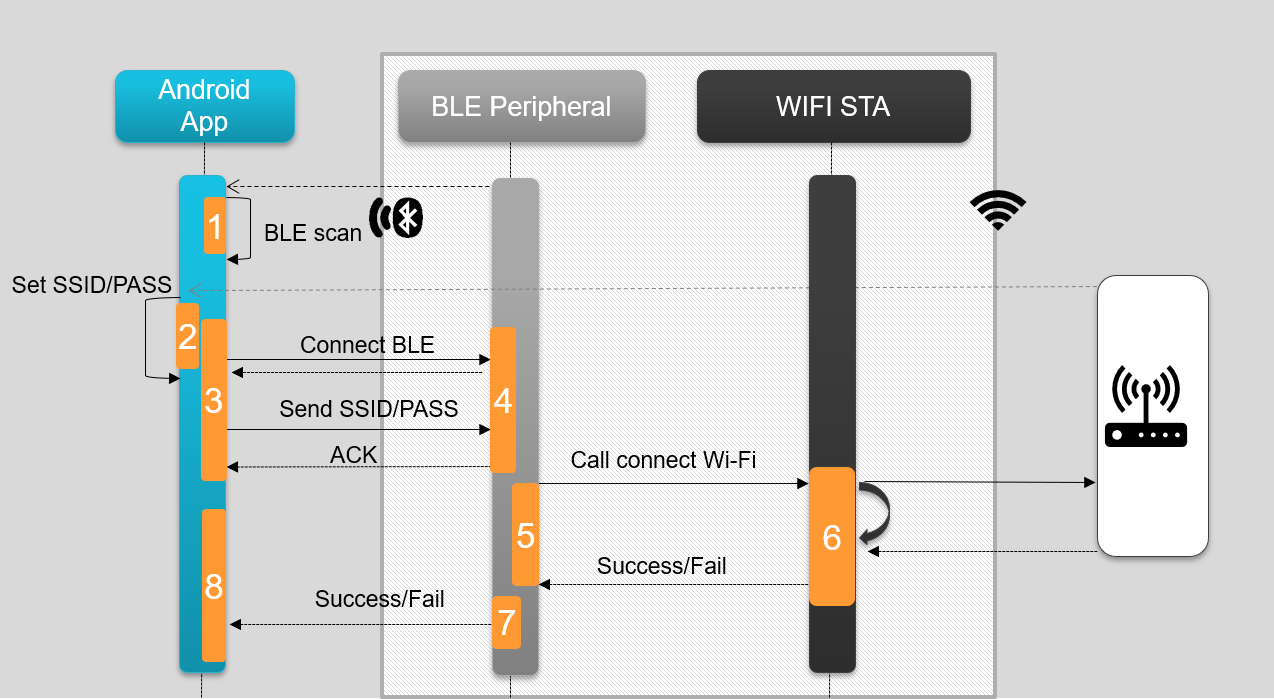 Android
App
BLE Peripheral
WIFI STA
1
BLE scan
Set SSID/PASS
2
Connect BLE
3
4
Send SSID/PASS
ACK
Call connect Wi-Fi
5
6
Success/Fail
8
Success/Fail
7